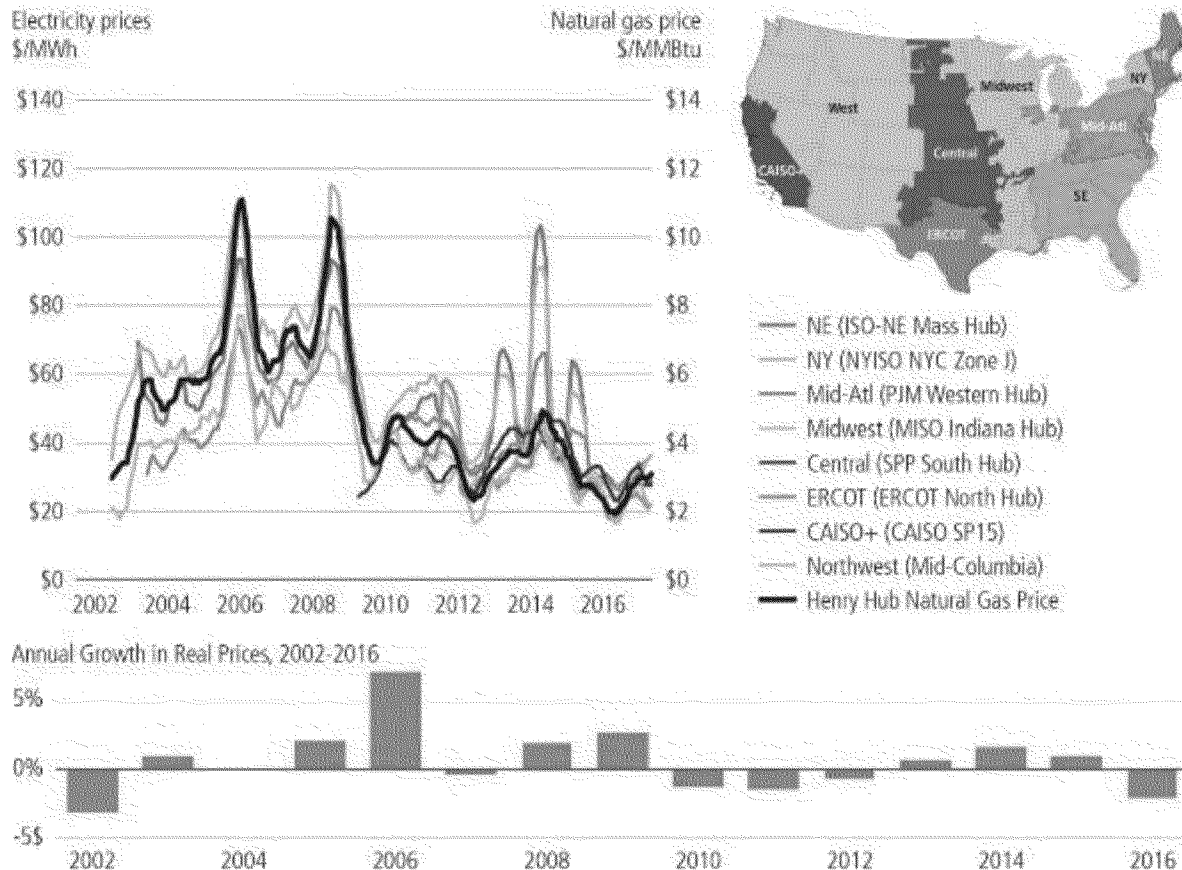 Electricity prices
$/MWh
Natural gas price
$/MMBtu
$140
$120
$100
$80
$60
$40
$20
$0
$14
$12
$10
$8
$6
$4
$2
$0
2002 2004 2006 2008 2010 2012 2014 2016
West
Midwest
NY
Mid-Atl
Central
CAISO+
SE
ERCOT
NE (ISO-NE Mass Hub)
NY (NYISO NYC Zone J)
Mid-Atl (PJM Western Hub)
Midwest (MISO Indiana Hub)
Central (SPP South Hub)
ERCOT (ERCOT North Hub)
CAISO+ (CAISO SP15)
Northwest (Mid-Columbia)
Henry Hub Natural Gas Price
Annual Growth in Real Prices, 2002-2016
5%
0%
-5$
2002 2004 2006 2008 2010 2012 2014 2016